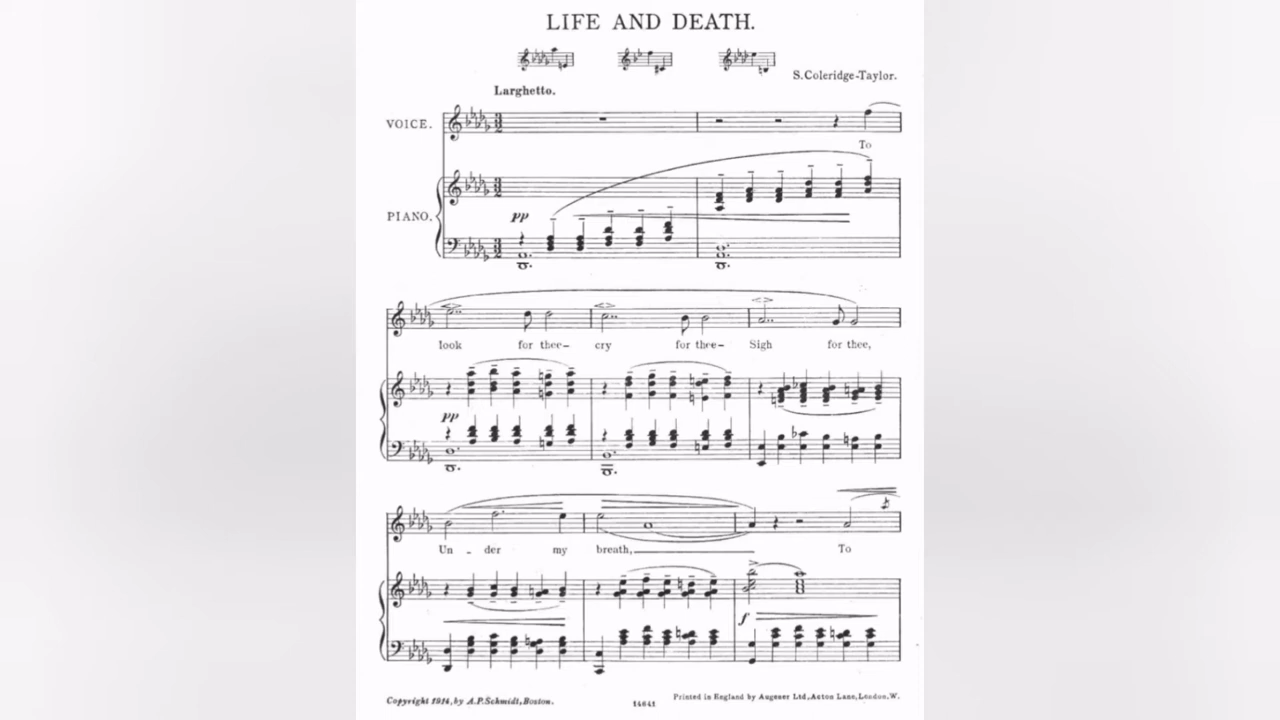 LIFE AND DEATH.
S.Coleridge-Taylor.
Larghetto.
VOICE.
To
PIANO.
pp
look for thee– cry for thee– Sigh for thee,
pp
Un - der my breath, To
f
Copyright 1914, by A.P.Schmidt, Boston.
14641
Printed in England by Augener Ltd, Acton Lane, London, W.